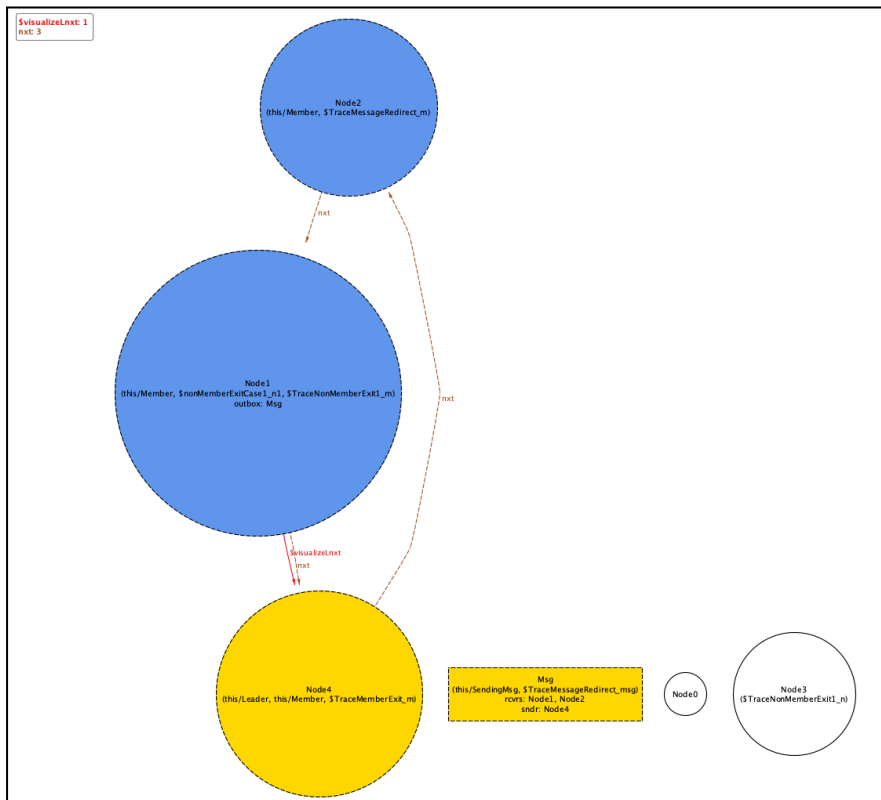 $visualizeLnxt: 1
nxt: 3
Node2
(this/Member, $TraceMessageRedirect_m)
nxt
Node1
(this/Member, $nonMemberExitCase1_n1, $TraceNonMemberExit1_m)
outbox: Msg
nxt
$visualizeLnxt
nxt
Node4
(this/Leader, this/Member, $TraceMemberExit_m)
Msg
(this/SendingMsg, $TraceMessageRedirect_msg)
rcvrs: Node1, Node2
sndr: Node4
Node0
Node3
($TraceNonMemberExit1_n)